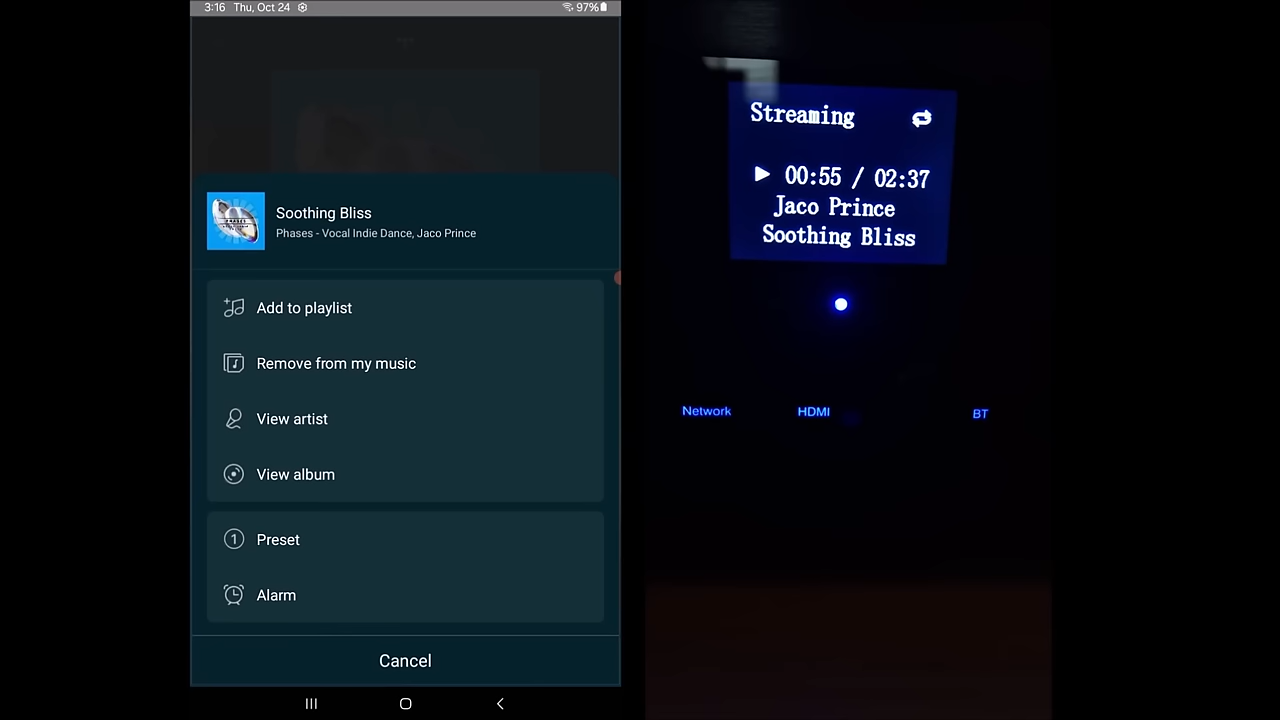 3:16 Thu, Oct 24 97%
Soothing Bliss
Phases - Vocal Indie Dance, Jaco Prince
Add to playlist
Remove from my music
View artist
View album
1 Preset
Alarm
Cancel
Streaming
00:55 / 02:37
Jaco Prince
Soothing Bliss
Network HDMI BT